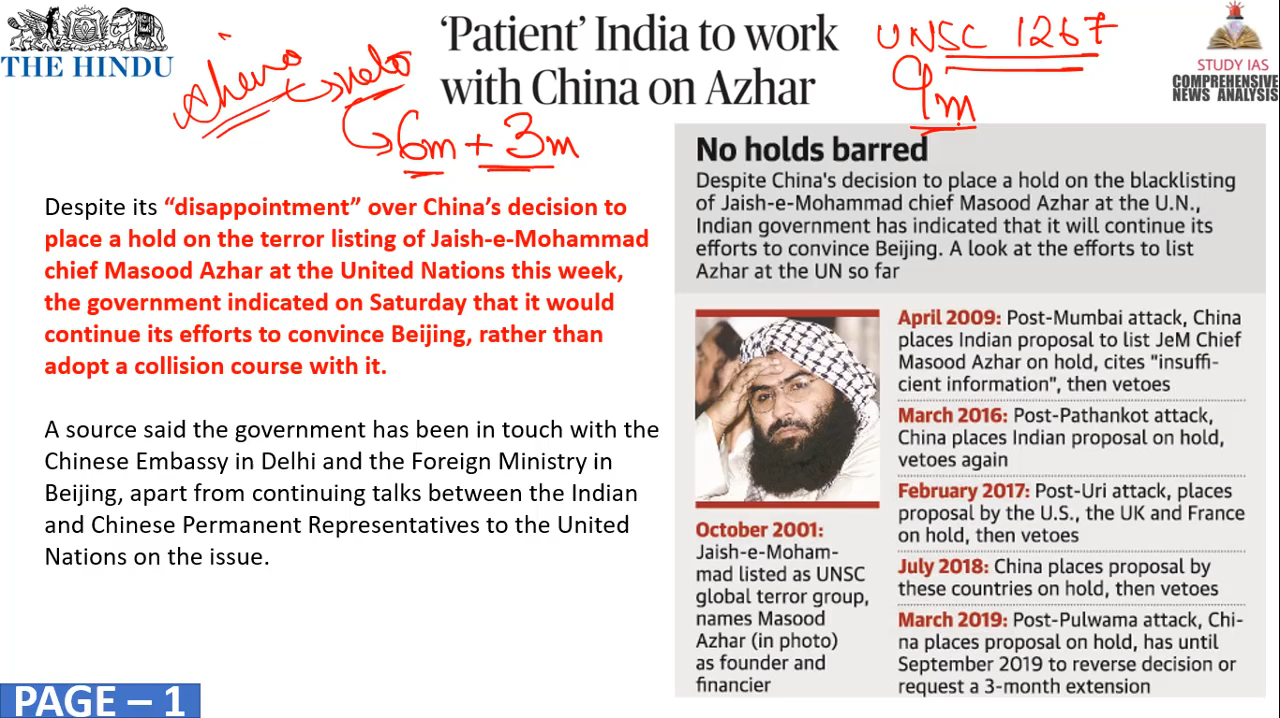 THE HINDU
‘Patient’ India to work
with China on Azhar
China
veto
6m + 3m
UNSC 1267
9m
STUDY IAS
COMPREHENSIVE
NEWS ANALYSIS
Despite its “disappointment” over China’s decision to
place a hold on the terror listing of Jaish-e-Mohammad
chief Masood Azhar at the United Nations this week,
the government indicated on Saturday that it would
continue its efforts to convince Beijing, rather than
adopt a collision course with it.
A source said the government has been in touch with the
Chinese Embassy in Delhi and the Foreign Ministry in
Beijing, apart from continuing talks between the Indian
and Chinese Permanent Representatives to the United
Nations on the issue.
No holds barred
Despite China's decision to place a hold on the blacklisting
of Jaish-e-Mohammad chief Masood Azhar at the U.N.,
Indian government has indicated that it will continue its
efforts to convince Beijing. A look at the efforts to list
Azhar at the UN so far
October 2001:
Jaish-e-Moham-
mad listed as UNSC
global terror group,
names Masood
Azhar (in photo)
as founder and
financier
April 2009: Post-Mumbai attack, China
places Indian proposal to list JeM Chief
Masood Azhar on hold, cites "insuffi-
cient information", then vetoes
March 2016: Post-Pathankot attack,
China places Indian proposal on hold,
vetoes again
February 2017: Post-Uri attack, places
proposal by the U.S., the UK and France
on hold, then vetoes
July 2018: China places proposal by
these countries on hold, then vetoes
March 2019: Post-Pulwama attack, Chi-
na places proposal on hold, has until
September 2019 to reverse decision or
request a 3-month extension
PAGE – 1